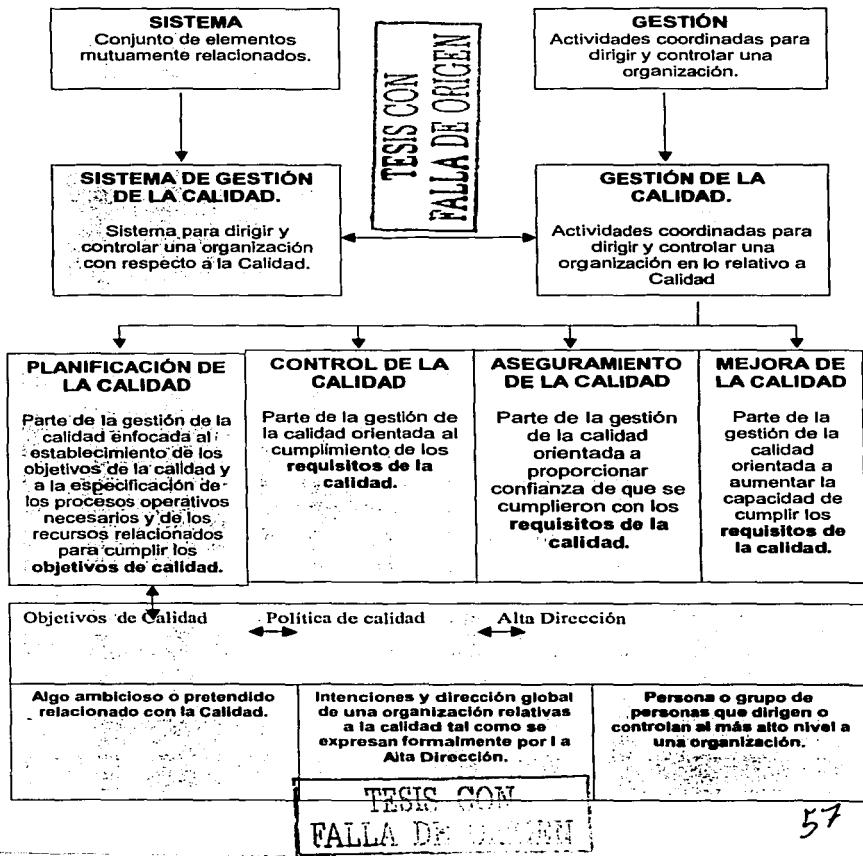 SISTEMA
Conjunto de elementos
mutuamente relacionados.
GESTIÓN
Actividades coordinadas para
dirigir y controlar una
organización.
TESIS CON
FALLA DE ORIGEN
SISTEMA DE GESTIÓN
DE LA CALIDAD.
Sistema para dirigir y
controlar una organización
con respecto a la Calidad.
GESTIÓN DE LA
CALIDAD.
Actividades coordinadas para
dirigir y controlar una
organización en lo relativo a
Calidad
PLANIFICACIÓN DE
LA CALIDAD
Parte de la gestión de la
calidad enfocada al
establecimiento de los
objetivos de la calidad y
a la especificación de
los procesos operativos
necesarios y de los
recursos relacionados
para cumplir los
objetivos de calidad.
CONTROL DE LA
CALIDAD
Parte de la gestión de
la calidad orientada al
cumplimiento de los
requisitos de la
calidad.
ASEGURAMIENTO
DE LA CALIDAD
Parte de la gestión
de la calidad
orientada a
proporcionar
confianza de que se
cumplieron con los
requisitos de la
calidad.
MEJORA DE
LA CALIDAD
Parte de la
gestión de la
calidad
orientada a
aumentar la
capacidad de
cumplir los
requisitos de
la calidad.
Objetivos de Calidad Política de calidad Alta Dirección
Algo ambicioso o pretendido
relacionado con la Calidad.
Intenciones y dirección global
de una organización relativas
a la calidad tal como se
expresan formalmente por l a
Alta Dirección.
Persona o grupo de
personas que dirigen o
controlan al más alto nivel a
una organización.
TESIS CON
FALLA DE
57